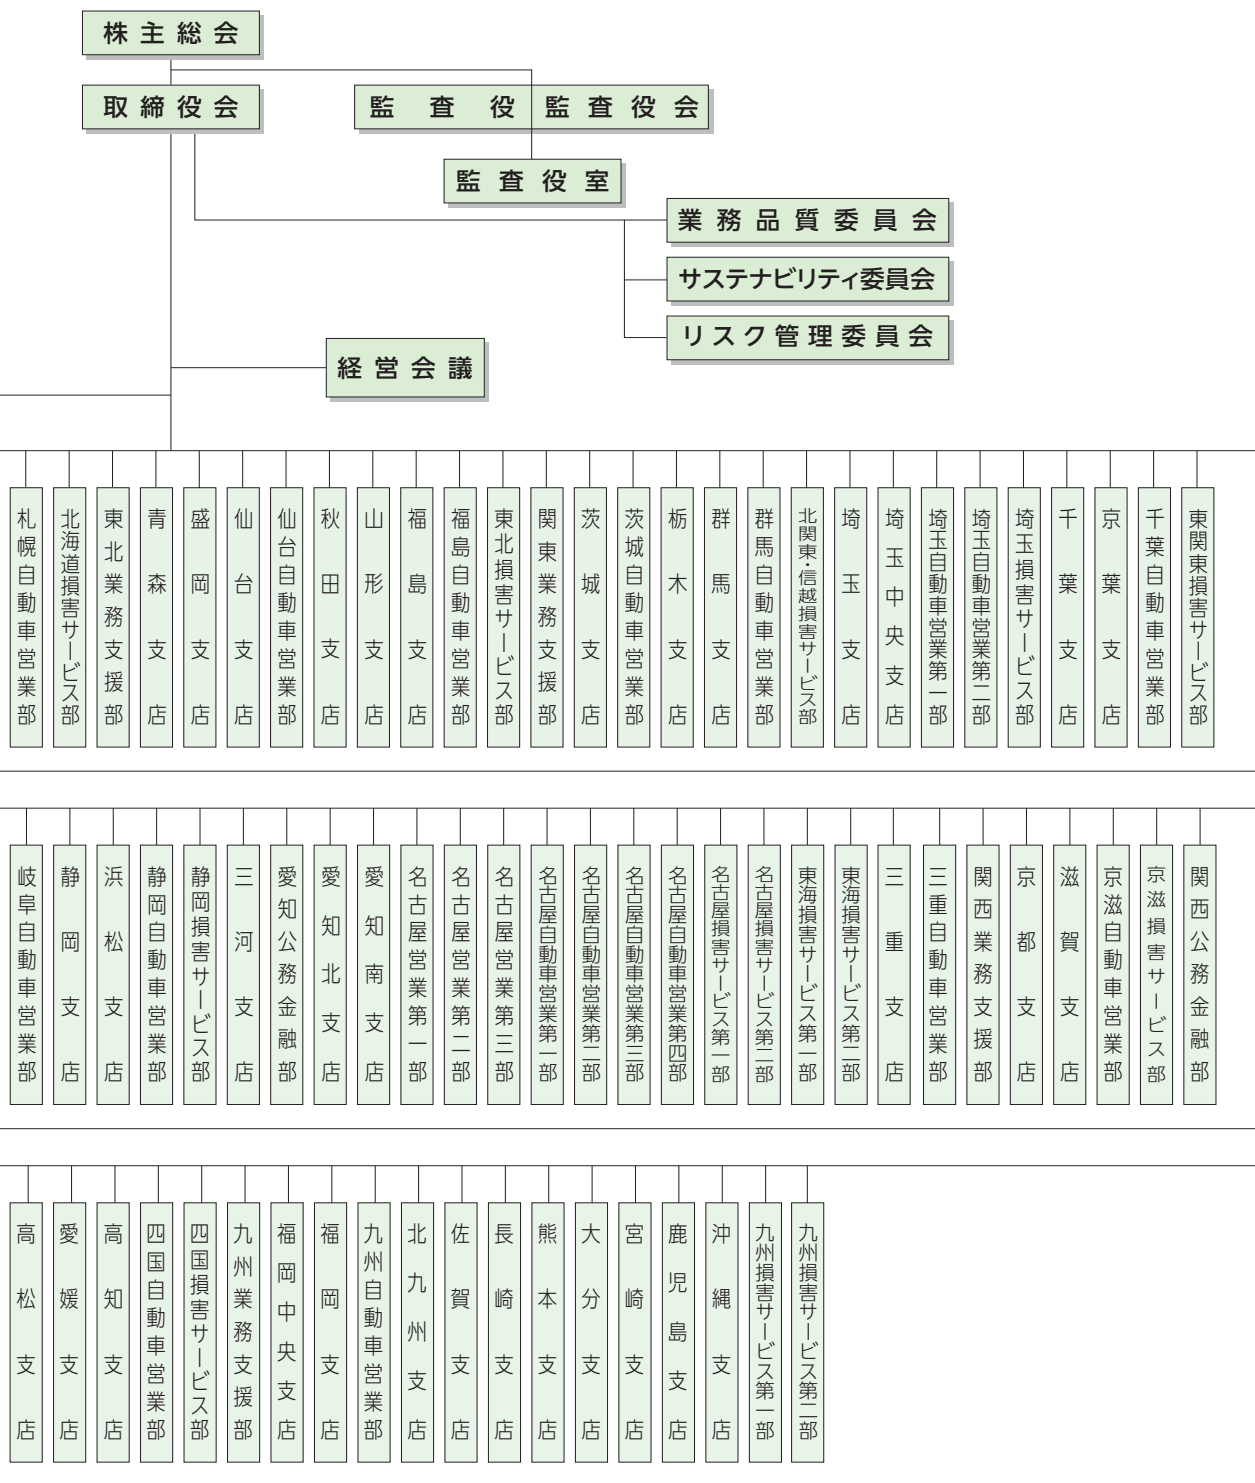 株主総会
取締役会
監査役 監査役会
監査役室
業務品質委員会
サステナビリティ委員会
リスク管理委員会
経営会議
札幌自動車営業部
北海道損害サービス部
東北業務支援部
青森支店
盛岡支店
仙台支店
仙台自動車営業部
秋田支店
山形支店
福島支店
福島自動車営業部
東北損害サービス部
関東業務支援部
茨城支店
茨城自動車営業部
栃木支店
群馬支店
群馬自動車営業部
北関東・信越損害サービス部
埼玉支店
埼玉中央支店
埼玉自動車営業第一部
埼玉自動車営業第二部
埼玉損害サービス部
千葉支店
京葉支店
千葉自動車営業部
東関東損害サービス部
岐阜自動車営業部
静岡支店
浜松支店
静岡自動車営業部
静岡損害サービス部
三河支店
愛知公務金融部
愛知北支店
愛知南支店
名古屋営業第一部
名古屋営業第二部
名古屋営業第三部
名古屋自動車営業第一部
名古屋自動車営業第二部
名古屋自動車営業第三部
名古屋自動車営業第四部
名古屋損害サービス第一部
名古屋損害サービス第二部
東海損害サービス第一部
東海損害サービス第二部
三重支店
三重自動車営業部
関西業務支援部
京都支店
滋賀支店
京滋自動車営業部
京滋損害サービス部
関西公務金融部
高松支店
愛媛支店
高知支店
四国自動車営業部
四国損害サービス部
九州業務支援部
福岡中央支店
福岡支店
九州自動車営業部
北九州支店
佐賀支店
長崎支店
熊本支店
大分支店
宮崎支店
鹿児島支店
沖縄支店
九州損害サービス第一部
九州損害サービス第二部